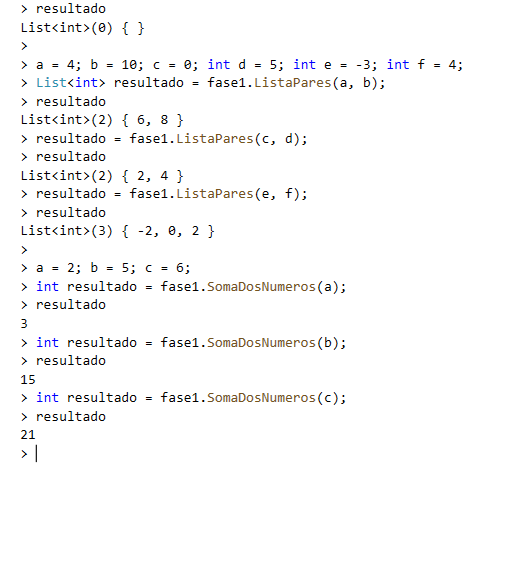 > resultado
List<int>(0) { }
>
> a = 4; b = 10; c = 0; int d = 5; int e = -3; int f = 4;
> List<int> resultado = fase1.ListaPares(a, b);
> resultado
List<int>(2) { 6, 8 }
> resultado = fase1.ListaPares(c, d);
> resultado
List<int>(2) { 2, 4 }
> resultado = fase1.ListaPares(e, f);
> resultado
List<int>(3) { -2, 0, 2 }
>
> a = 2; b = 5; c = 6;
> int resultado = fase1.SomaDosNumeros(a);
> resultado
3
> int resultado = fase1.SomaDosNumeros(b);
> resultado
15
> int resultado = fase1.SomaDosNumeros(c);
> resultado
21
>